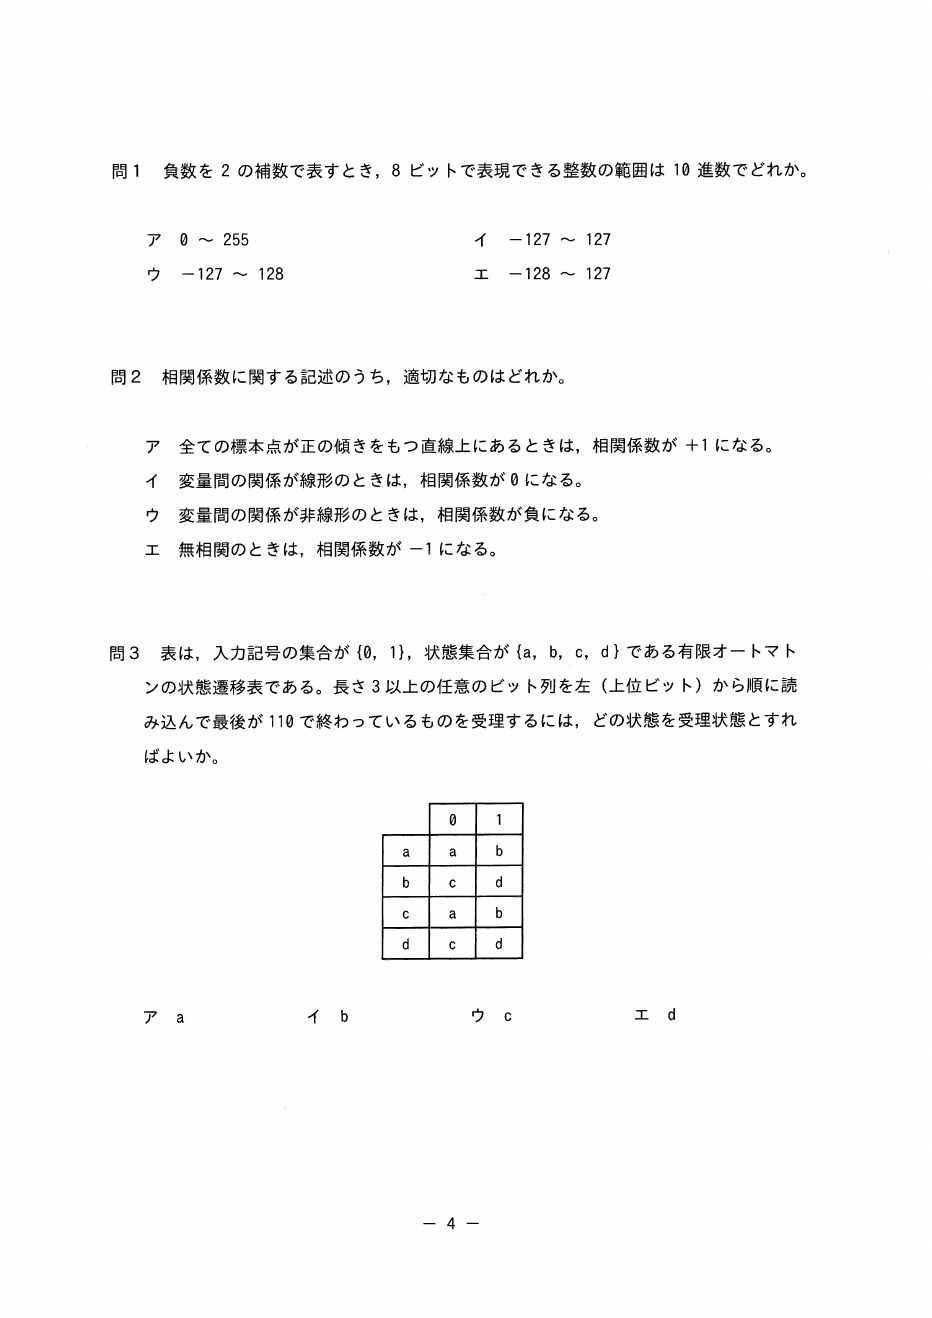 問1　負数を 2 の補数で表すとき，8 ビットで表現できる整数の範囲は 10 進数でどれか。
ア　0 ～ 255　イ　－127 ～ 127
ウ　－127 ～ 128　エ　－128 ～ 127
問2　相関係数に関する記述のうち，適切なものはどれか。
ア　全ての標本点が正の傾きをもつ直線上にあるときは，相関係数が ＋1 になる。
イ　変量間の関係が線形のときは，相関係数が 0 になる。
ウ　変量間の関係が非線形のときは，相関係数が負になる。
エ　無相関のときは，相関係数が －1 になる。
問3　表は，入力記号の集合が {0, 1}，状態集合が {a, b, c, d} である有限オートマト
ンの状態遷移表である。長さ 3 以上の任意のビット列を左（上位ビット）から順に読
み込んで最後が 110 で終わっているものを受理するには，どの状態を受理状態とすれ
ばよいか。
0　1
a　a　b
b　c　d
c　a　b
d　c　d
ア　a　イ　b　ウ　c　エ　d
－ 4 －